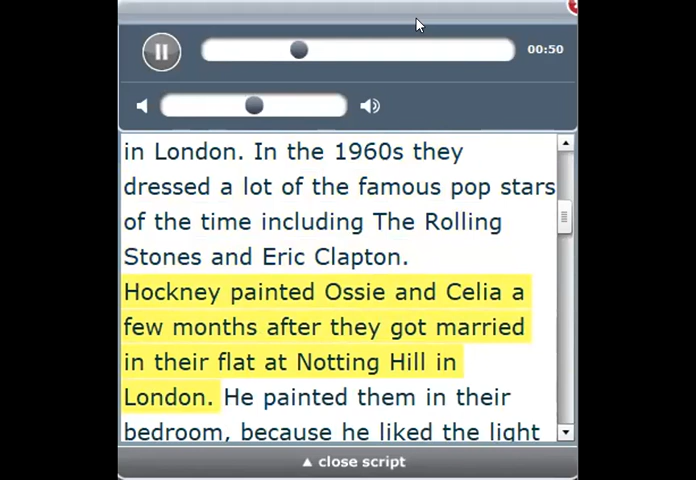 00:50
in London. In the 1960s they
dressed a lot of the famous pop stars
of the time including The Rolling
Stones and Eric Clapton.
Hockney painted Ossie and Celia a
few months after they got married
in their flat at Notting Hill in
London. He painted them in their
bedroom, because he liked the light
▲ close script